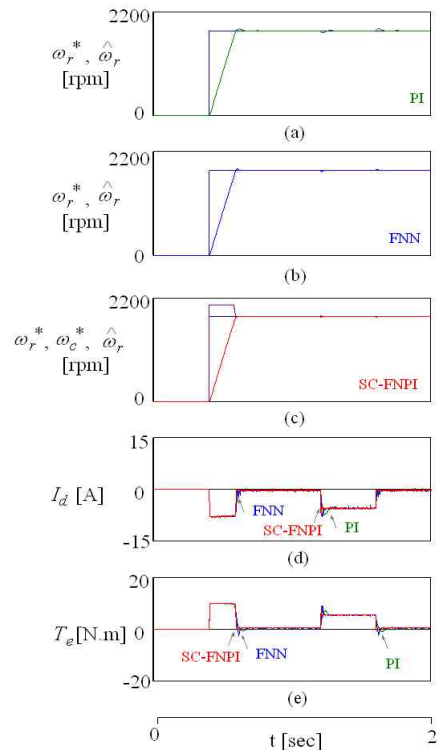 2200
ω_r^*, ω̂_r
[rpm]
PI
0
(a)
2200
ω_r^*, ω̂_r
[rpm]
FNN
0
(b)
2200
ω_r^*, ω_c^*, ω̂_r
[rpm]
SC-FNPI
0
(c)
15
I_d [A]
0
FNN
SC-FNPI
PI
-15
(d)
20
T_e[N.m]
0
SC-FNPI
FNN
PI
-20
(e)
0
2
t [sec]